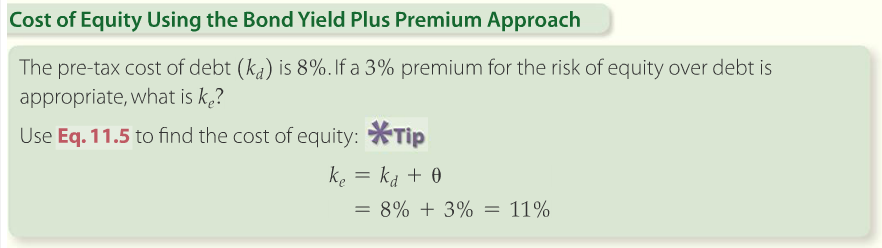 Cost of Equity Using the Bond Yield Plus Premium Approach
The pre-tax cost of debt (k_d) is 8%. If a 3% premium for the risk of equity over debt is
appropriate, what is k_e?
Use Eq. 11.5 to find the cost of equity: *Tip
k_e = k_d + θ
= 8% + 3% = 11%